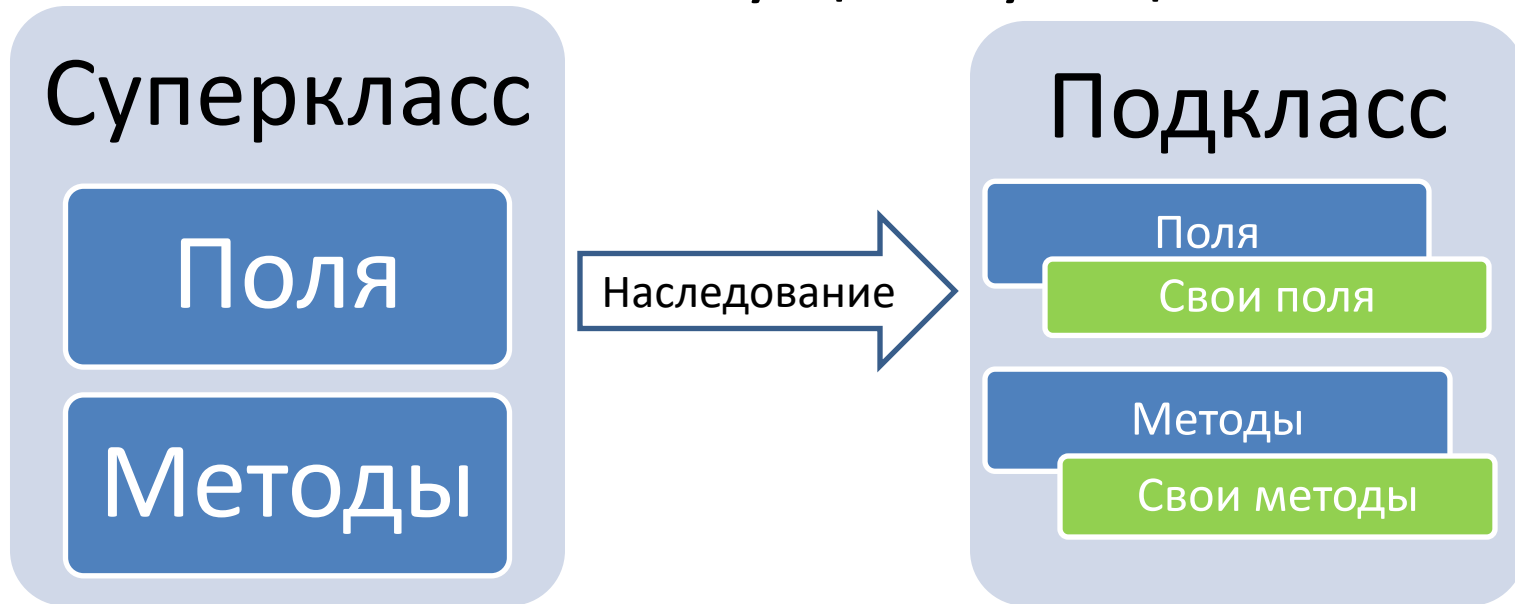 Суперкласс
Поля
Методы
Наследование
Подкласс
Поля
Свои поля
Методы
Свои методы